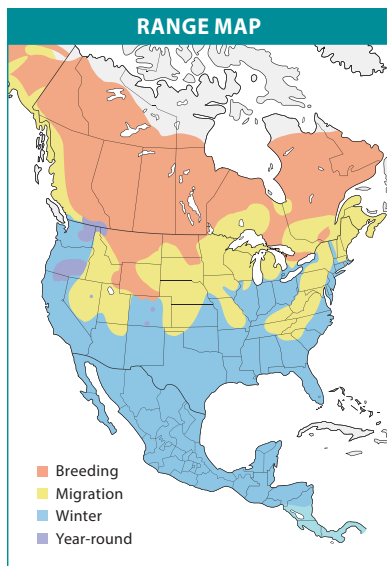 RANGE MAP
Breeding
Migration
Winter
Year-round